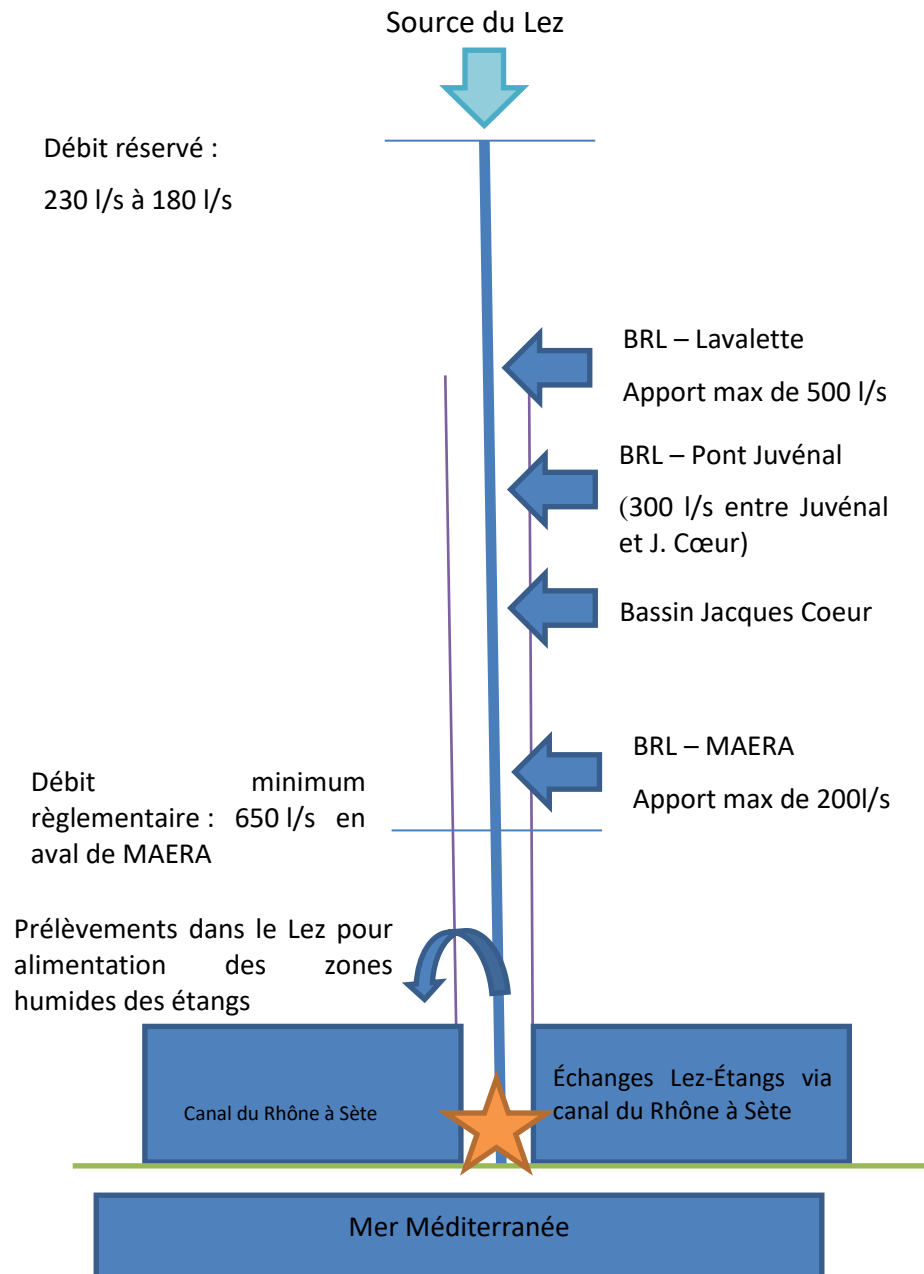 Source du Lez
Débit réservé :
230 l/s à 180 l/s
BRL – Lavalette
Apport max de 500 l/s
BRL – Pont Juvénal
(300 l/s entre Juvénal
et J. Cœur)
Bassin Jacques Coeur
BRL – MAERA
Apport max de 200l/s
Débit minimum
règlementaire : 650 l/s en
aval de MAERA
Prélèvements dans le Lez pour
alimentation des zones
humides des étangs
Canal du Rhône à Sète
Échanges Lez-Étangs via
canal du Rhône à Sète
Mer Méditerranée